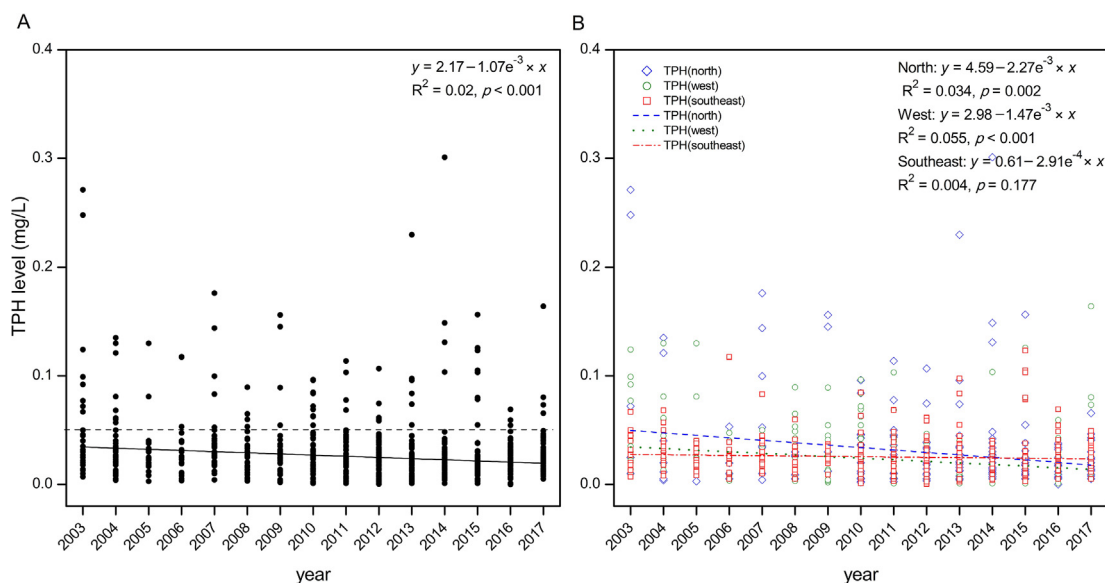 A
0.4
0.3
0.2
0.1
0.0
TPH level (mg/L)
y = 2.17−1.07e⁻³ × x
R² = 0.02, p < 0.001
2003
2004
2005
2006
2007
2008
2009
2010
2011
2012
2013
2014
2015
2016
2017
year
B
0.4
0.3
0.2
0.1
0.0
TPH(north)
TPH(west)
TPH(southeast)
TPH(north)
TPH(west)
TPH(southeast)
North: y = 4.59−2.27e⁻³ × x
R² = 0.034, p = 0.002
West: y = 2.98−1.47e⁻³ × x
R² = 0.055, p < 0.001
Southeast: y = 0.61−2.91e⁻⁴ × x
R² = 0.004, p = 0.177
2003
2004
2005
2006
2007
2008
2009
2010
2011
2012
2013
2014
2015
2016
2017
year